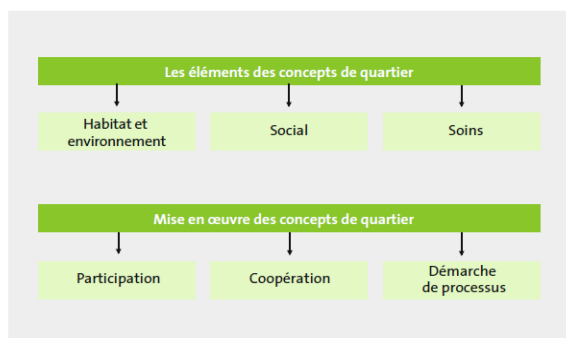 Les éléments des concepts de quartier
Habitat et
environnement
Social
Soins
Mise en œuvre des concepts de quartier
Participation
Coopération
Démarche
de processus